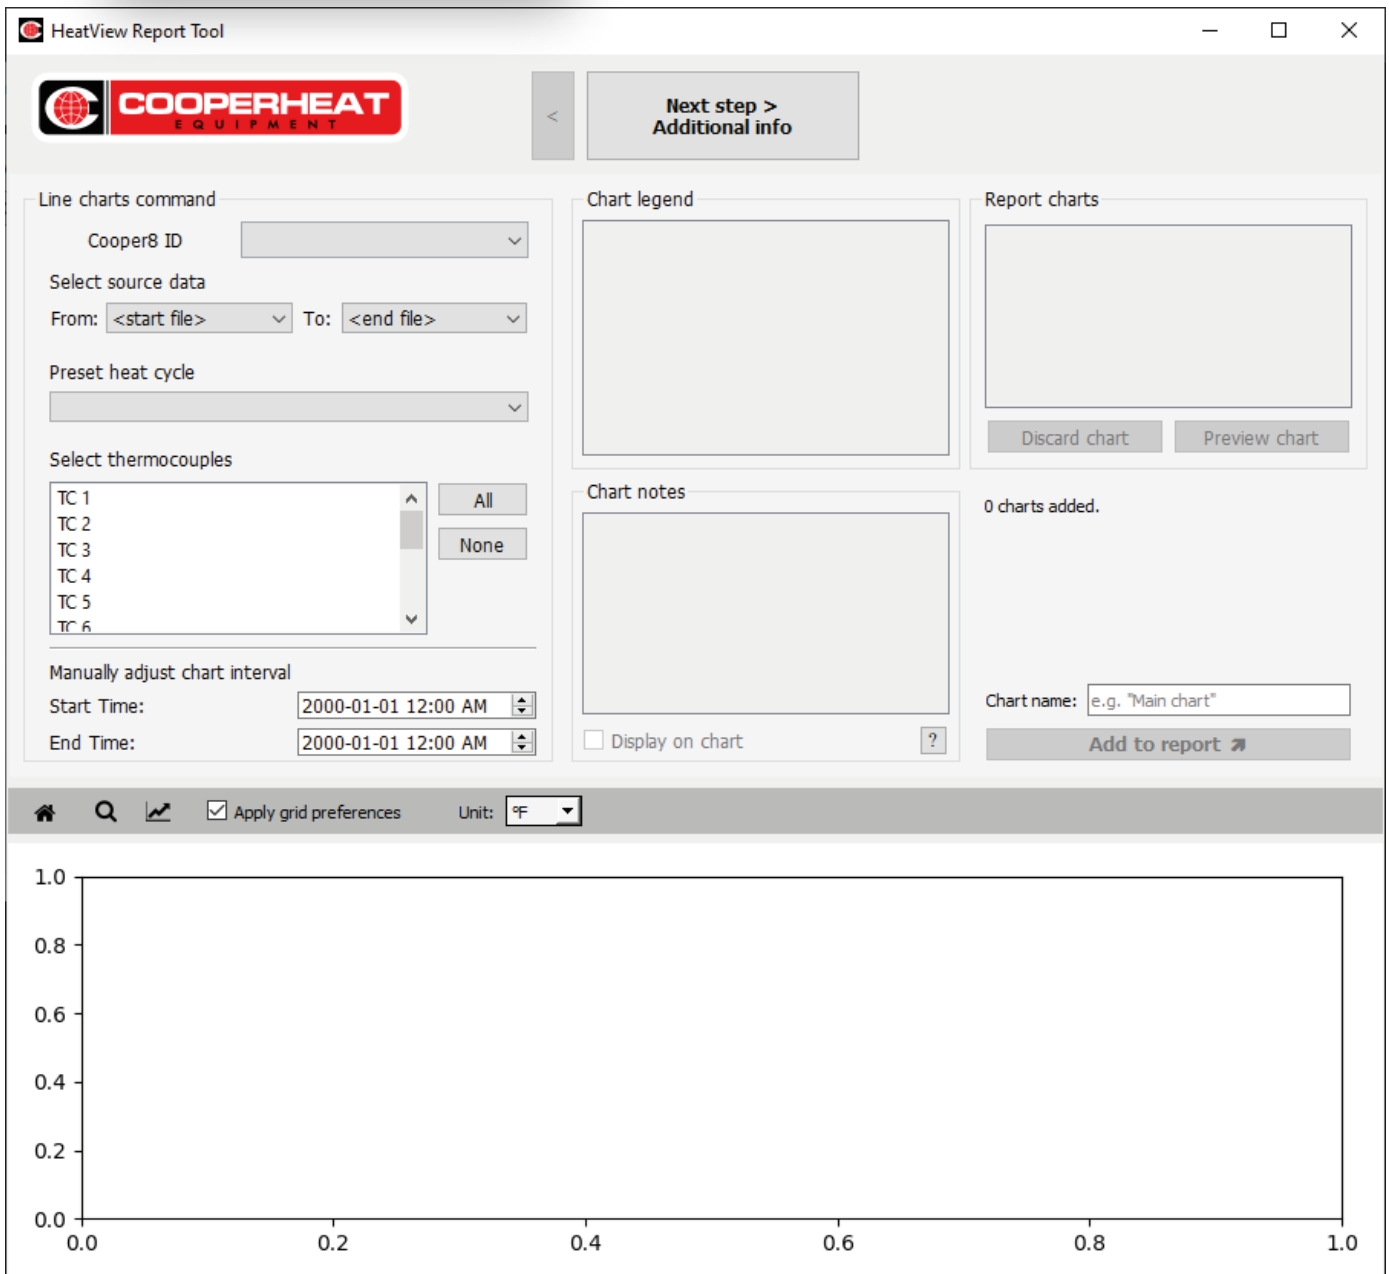 HeatView Report Tool
COOPERHEAT
EQUIPMENT
<
Next step >
Additional info
Line charts command
Cooper8 ID
Select source data
From: <start file> To: <end file>
Preset heat cycle
Select thermocouples
TC 1
TC 2
TC 3
TC 4
TC 5
TC 6
All
None
Manually adjust chart interval
Start Time: 2000-01-01 12:00 AM
End Time: 2000-01-01 12:00 AM
Chart legend
Chart notes
Display on chart ?
Report charts
Discard chart Preview chart
0 charts added.
Chart name: e.g. "Main chart"
Add to report
Apply grid preferences Unit: ºF
1.0
0.8
0.6
0.4
0.2
0.0
0.0 0.2 0.4 0.6 0.8 1.0